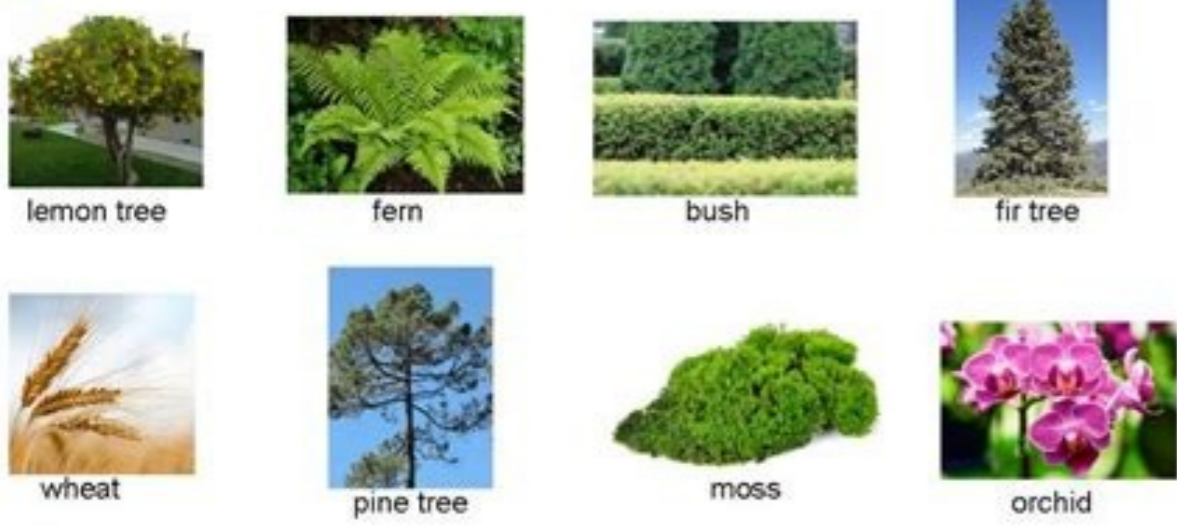 lemon tree
fern
bush
fir tree
wheat
pine tree
moss
orchid